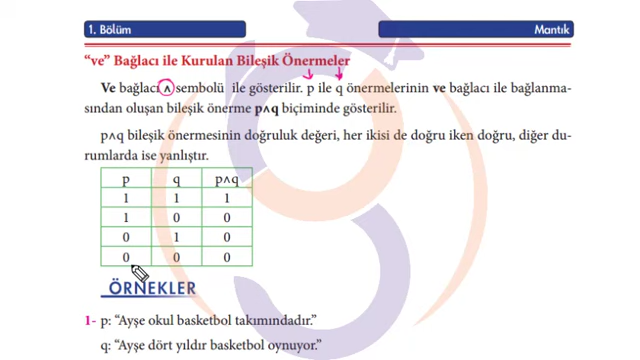 1. Bölüm
Mantık
“ve” Bağlacı ile Kurulan Bileşik Önermeler
Ve bağlacı ∧ sembolü ile gösterilir. p ile q önermelerinin ve bağlacı ile bağlanma-
sından oluşan bileşik önerme p∧q biçiminde gösterilir.
p∧q bileşik önermesinin doğruluk değeri, her ikisi de doğru iken doğru, diğer du-
rumlarda ise yanlıştır.
p q p∧q
1 1 1
1 0 0
0 1 0
0 0 0
ÖRNEKLER
1- p: “Ayşe okul basketbol takımındadır.”
q: “Ayşe dört yıldır basketbol oynuyor.”